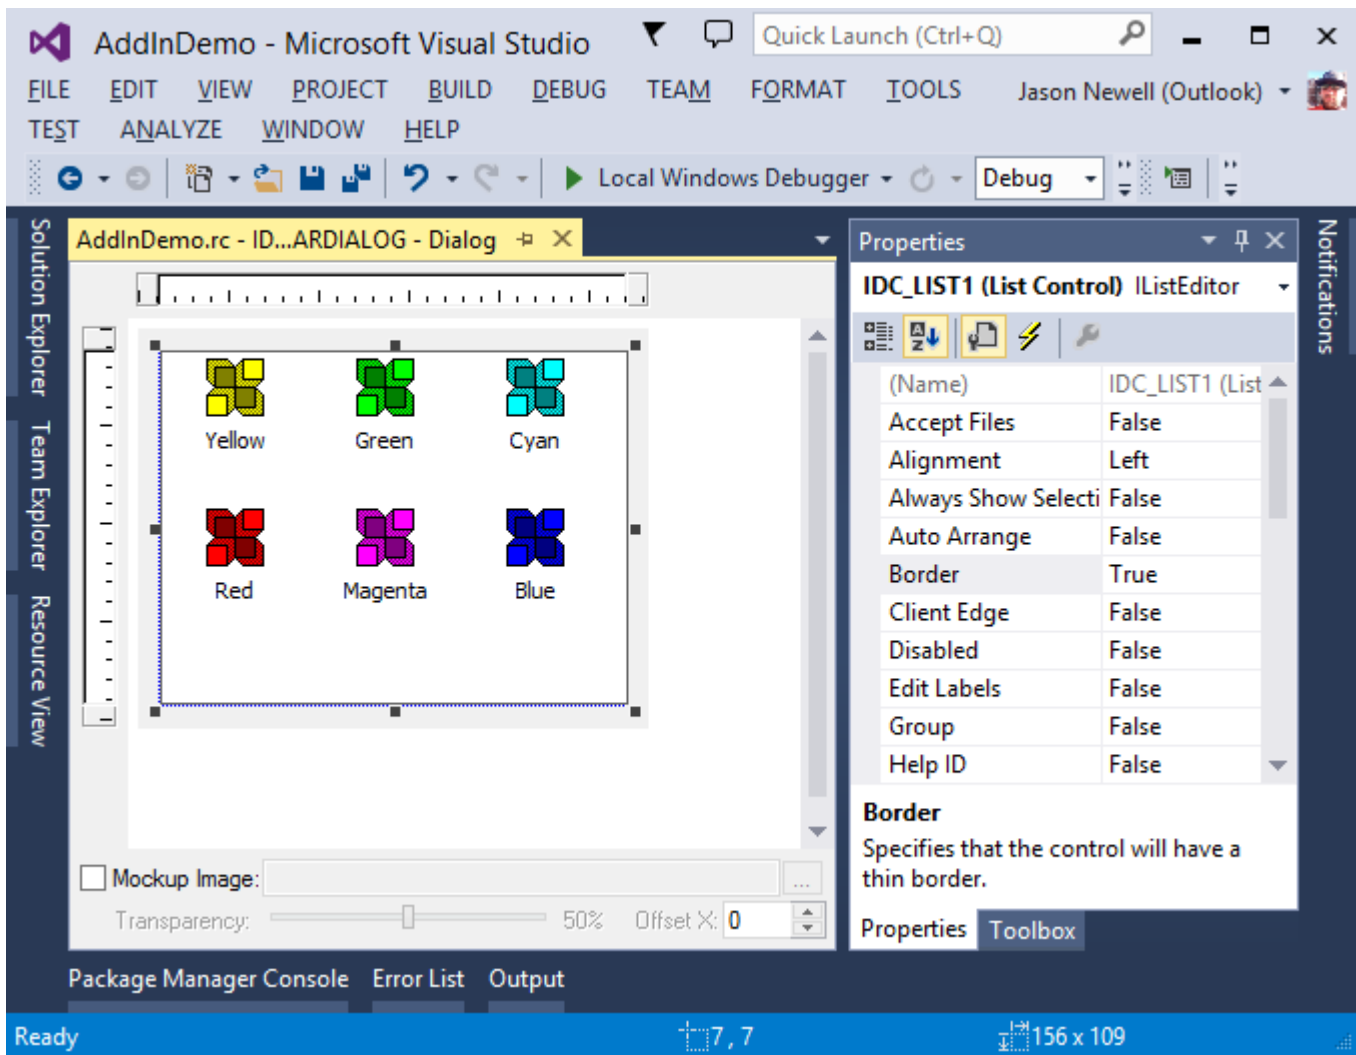 AddInDemo - Microsoft Visual Studio
Quick Launch (Ctrl+Q)
FILE EDIT VIEW PROJECT BUILD DEBUG TEAM FORMAT TOOLS Jason Newell (Outlook)
TEST ANALYZE WINDOW HELP
Local Windows Debugger Debug
Solution Explorer
Team Explorer
Resource View
AddInDemo.rc - ID...ARDIALOG - Dialog
Yellow Green Cyan
Red Magenta Blue
Mockup Image: ...
Transparency: 50% Offset X: 0
Properties
IDC_LIST1 (List Control) IListEditor
(Name) IDC_LIST1 (List
Accept Files False
Alignment Left
Always Show Selecti False
Auto Arrange False
Border True
Client Edge False
Disabled False
Edit Labels False
Group False
Help ID False
Border
Specifies that the control will have a
thin border.
Properties Toolbox
Notifications
Package Manager Console Error List Output
Ready 7 , 7 156 x 109